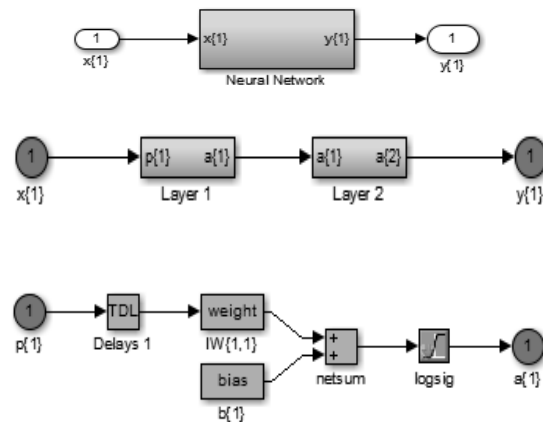 1 x{1} y{1} 1
x{1} Neural Network y{1}
1 p{1} a{1} a{1} a{2} 1
x{1} Layer 1 Layer 2 y{1}
1 TDL weight
p{1} Delays 1 IW{1,1} + + 1
bias netsum logsig a{1}
b{1}